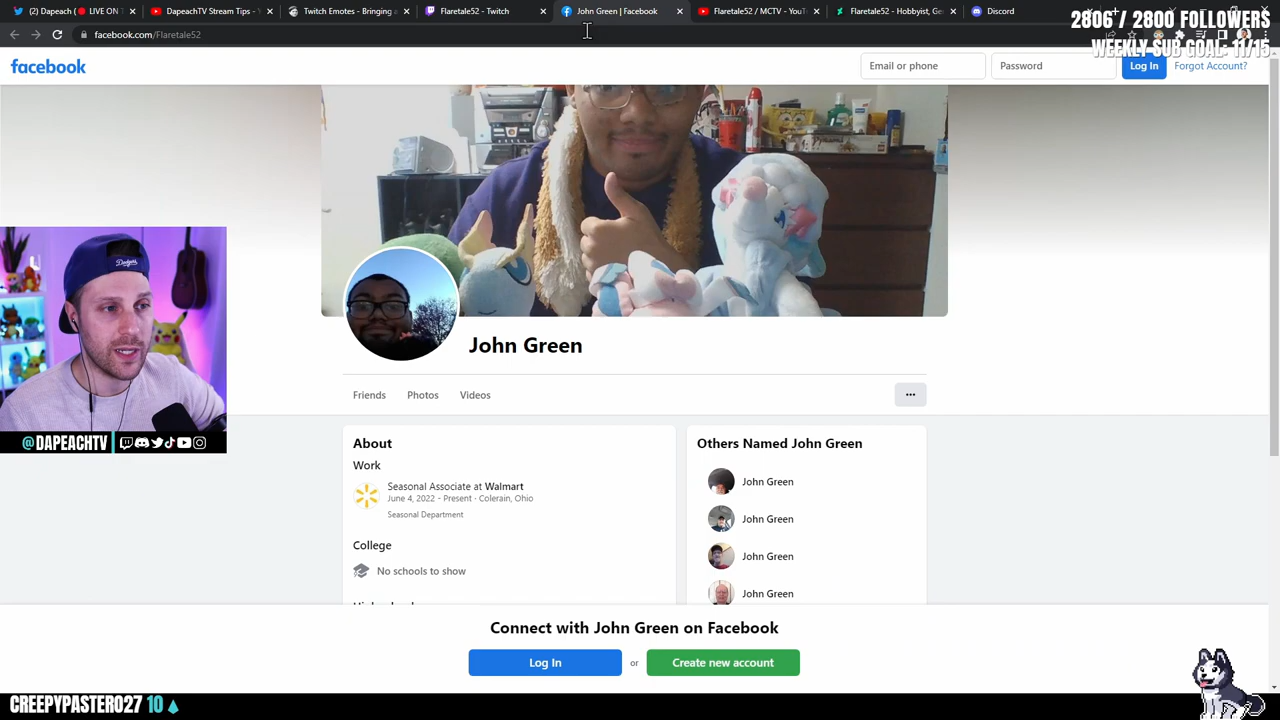 LIVE ON T
DapeachTV Stream Tips - Y
Twitch Emotes - Bringing a
Flaretale52 - Twitch
John Green | Facebook
Flaretale52 / MCTV - YouTu
Flaretale52 - Hobbyist, Ge
Discord
facebook.com/Flaretale52
2806 / 2800 FOLLOWERS
WEEKLY SUB GOAL: 11/15
facebook
Email or phone
Password
Log In
Forgot Account?
Dodgers
@DAPEACHTV
John Green
Friends
Photos
Videos
About
Work
Seasonal Associate at Walmart
June 4, 2022 - Present · Colerain, Ohio
Seasonal Department
College
No schools to show
Others Named John Green
John Green
John Green
John Green
John Green
Connect with John Green on Facebook
Log In
or
Create new account
CREEPYPASTER027 10